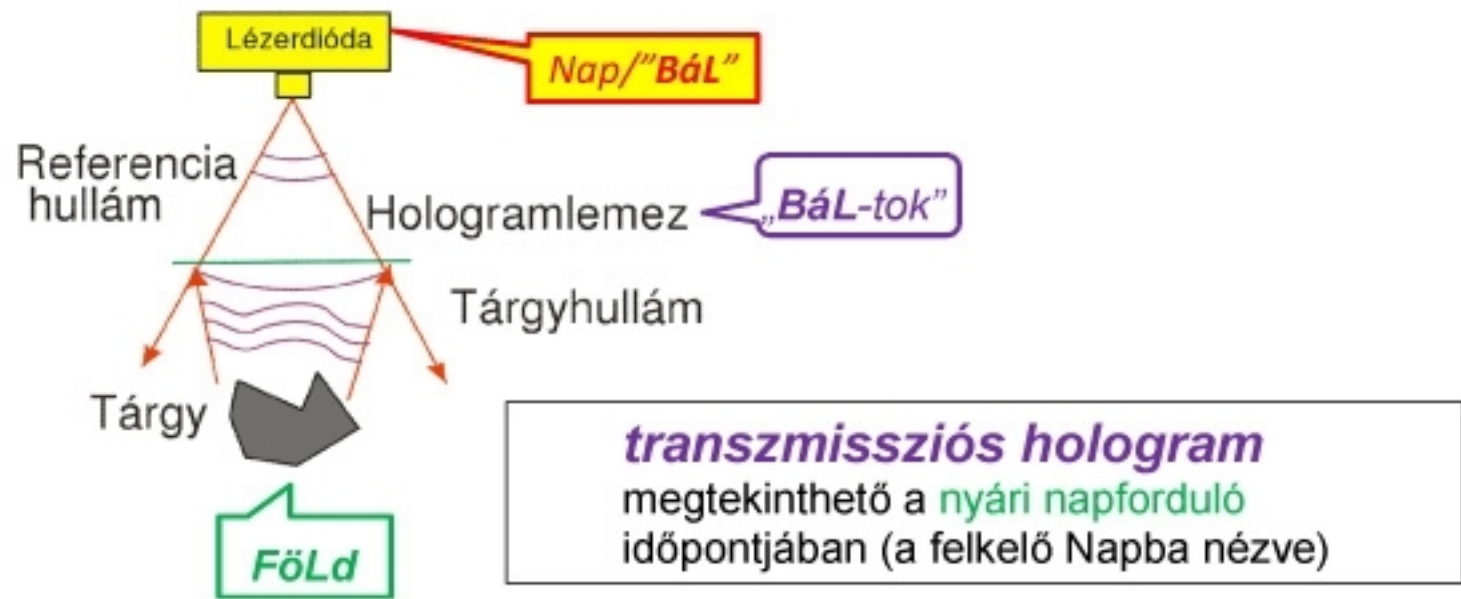 Lézerdióda
Nap/"BáL"
Referencia
hullám
Hologramlemez
„BáL-tok”
Tárgyhullám
Tárgy
FöLd
transzmissziós hologram
megtekinthető a nyári napforduló
időpontjában (a felkelő Napba nézve)